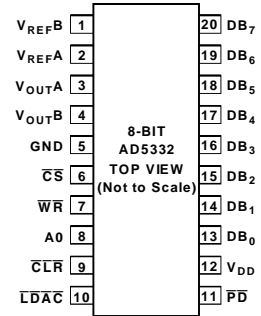 VREFB 1 20 DB7
VREFA 2 19 DB6
VOUTA 3 18 DB5
VOUTB 4 17 DB4
8-BIT
GND 5 16 DB3
AD5332
TOP VIEW
CS 6 15 DB2
(Not to Scale)
WR 7 14 DB1
A0 8 13 DB0
CLR 9 12 VDD
LDAC 10 11 PD